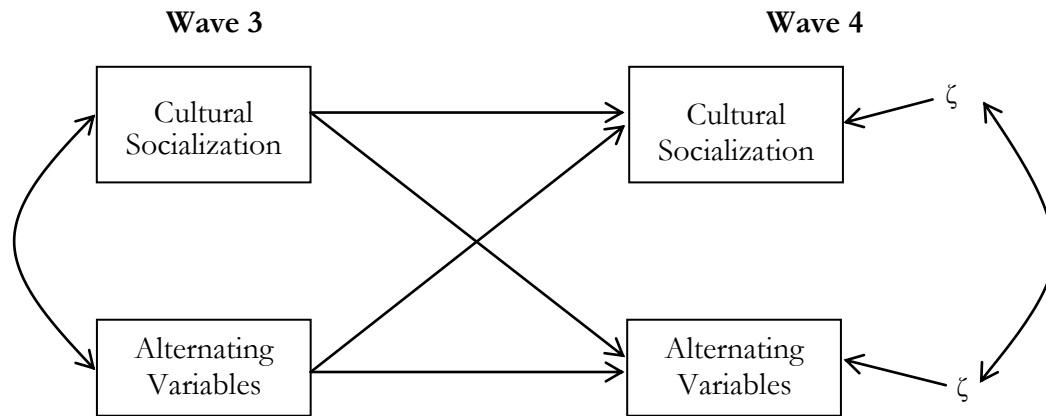 Wave 3
Wave 4
Cultural
Socialization
Cultural
Socialization
ζ
Alternating
Variables
Alternating
Variables
ζ